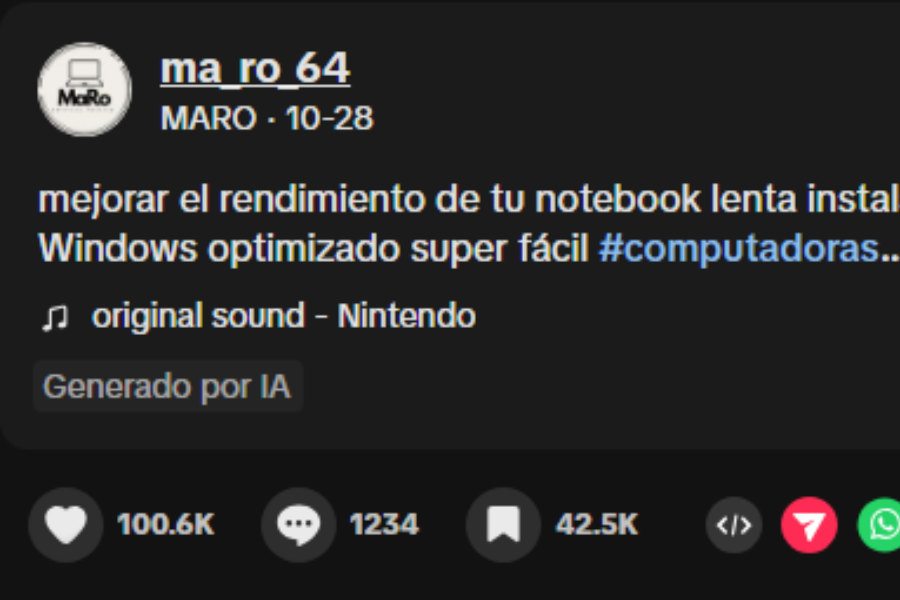 MaRo
ma_ro_64
MARO · 10-28
mejorar el rendimiento de tu notebook lenta instal
Windows optimizado super fácil #computadoras...
original sound - Nintendo
Generado por IA
100.6K 1234 42.5K </>